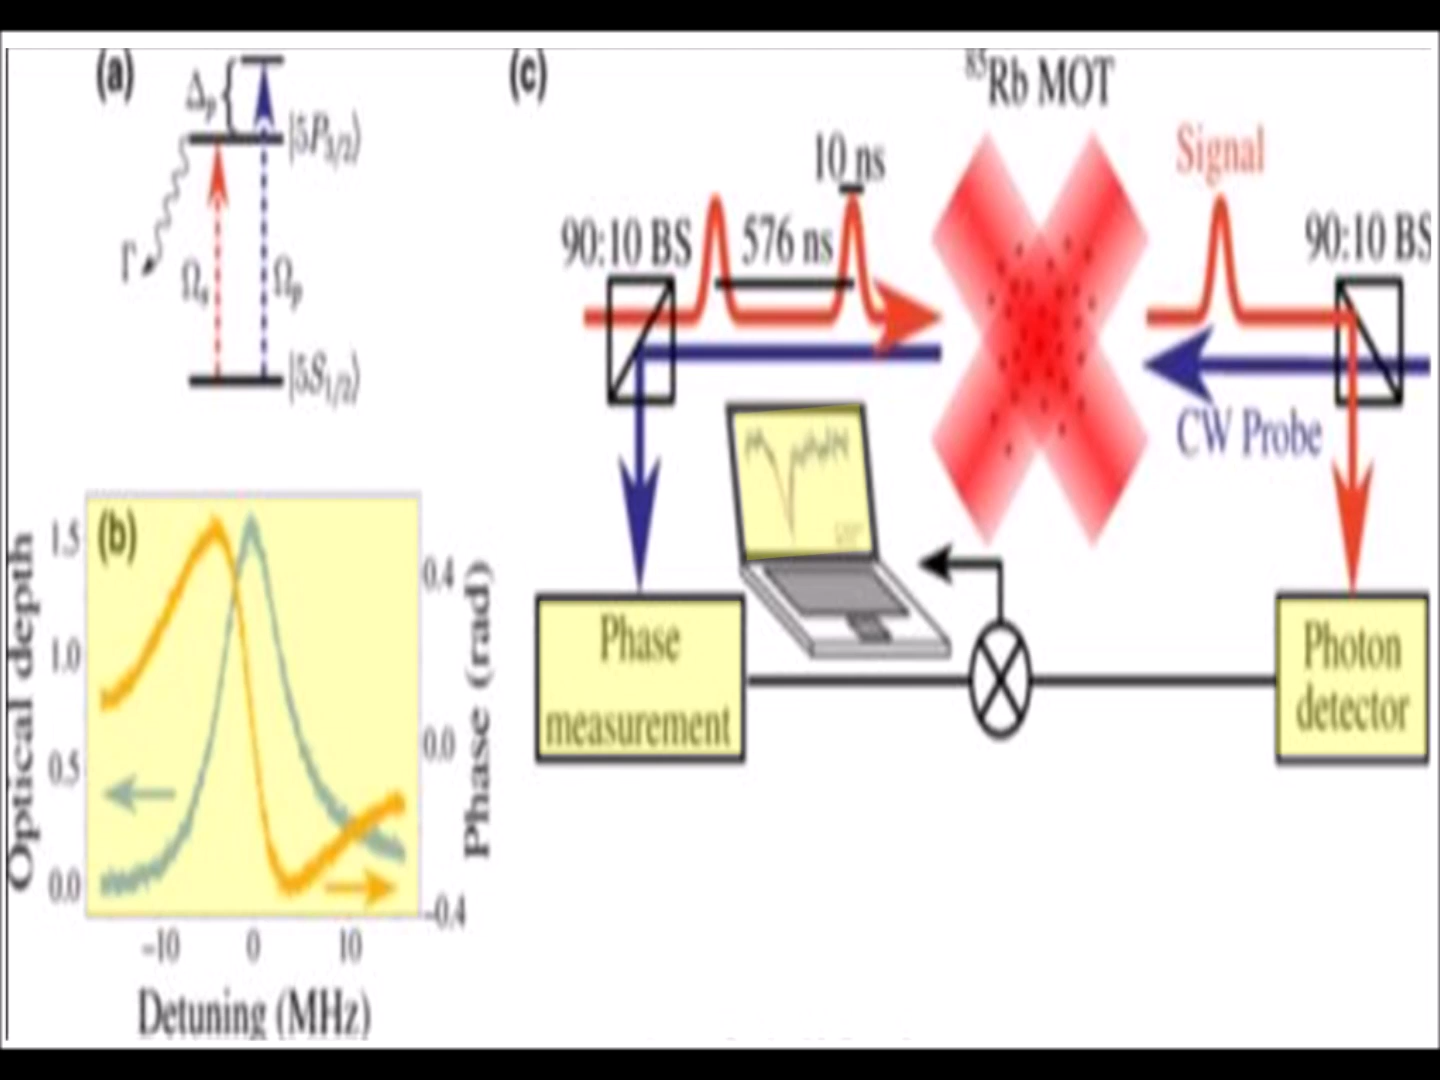 (a)
Δp
|5P3/2⟩
Γ
Ωs
Ωp
|5S1/2⟩
(b)
Optical depth
1.5
1.0
0.5
0.0
0.4
0.0
-0.4
Phase (rad)
-10 0 10
Detuning (MHz)
(c)
85Rb MOT
10 ns
Signal
90:10 BS
576 ns
90:10 BS
CW Probe
Phase
measurement
Photon
detector